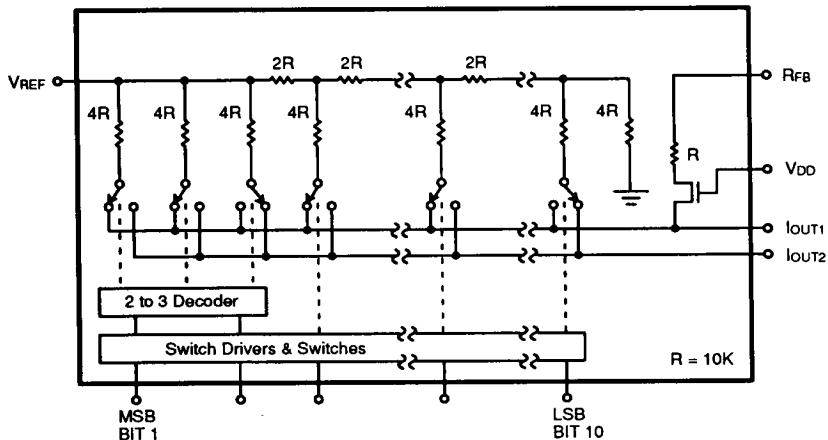 2R 2R 2R
VREF
RFB
4R 4R 4R 4R 4R 4R 4R
R
VDD
IOUT1
IOUT2
2 to 3 Decoder
Switch Drivers & Switches
R = 10K
MSB
BIT 1
LSB
BIT 10